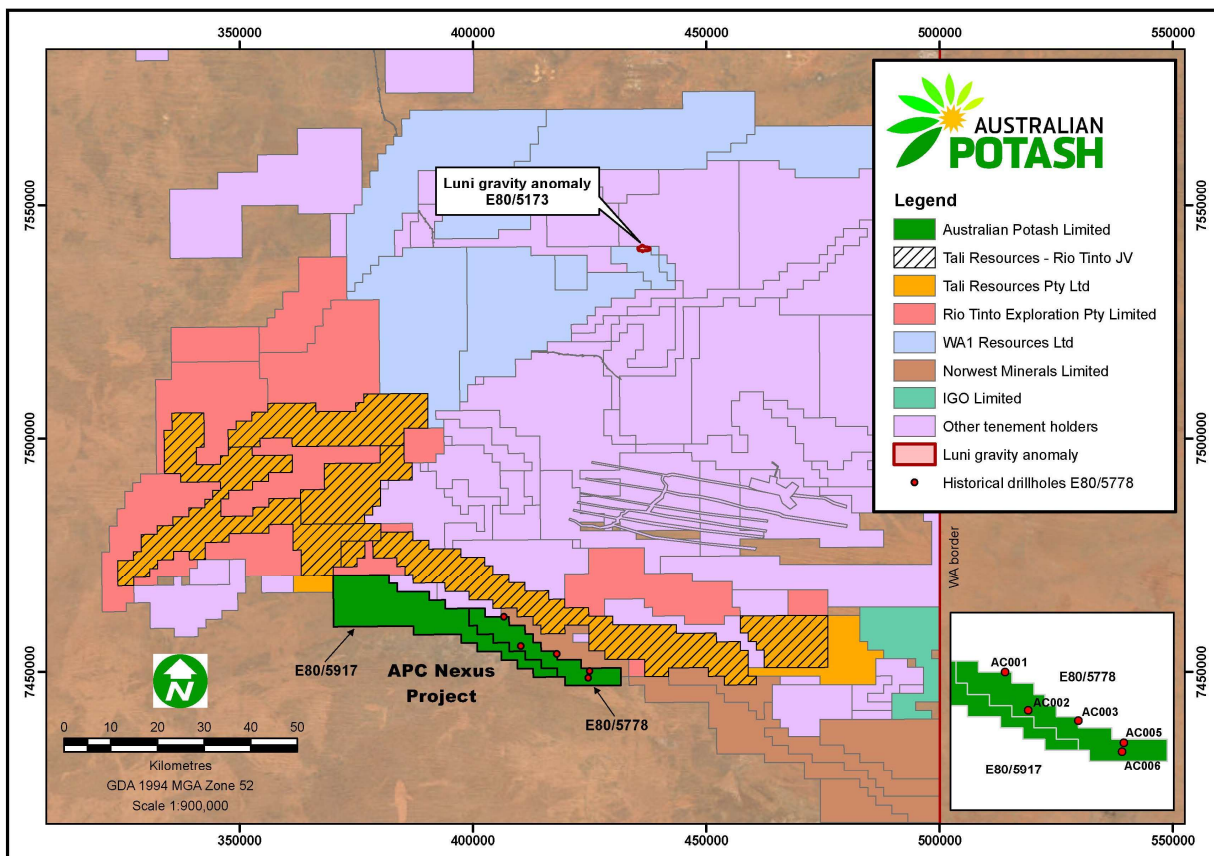 350000
400000
450000
500000
550000
7550000
7500000
7450000
7550000
7500000
7450000
Luni gravity anomaly
E80/5173
AUSTRALIAN
POTASH
Legend
Australian Potash Limited
Tali Resources - Rio Tinto JV
Tali Resources Pty Ltd
Rio Tinto Exploration Pty Limited
WA1 Resources Ltd
Norwest Minerals Limited
IGO Limited
Other tenement holders
Luni gravity anomaly
Historical drillholes E80/5778
WA border
E80/5917
APC Nexus
Project
E80/5778
N
0 10 20 30 40 50
Kilometres
GDA 1994 MGA Zone 52
Scale 1:900,000
AC001
E80/5778
AC002
AC003
AC005
AC006
E80/5917
350000
400000
450000
500000
550000